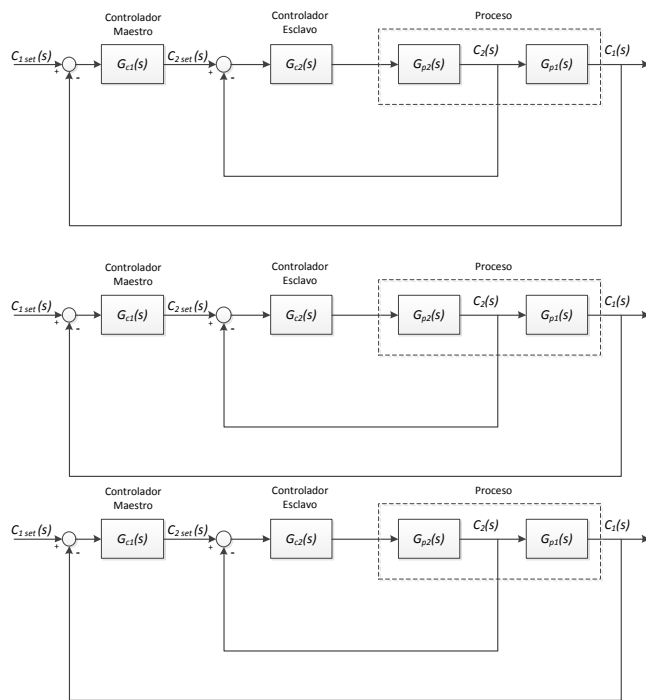 Controlador Maestro
Controlador Esclavo
Proceso
C1 set(s)
+
-
Gc1(s)
C2 set(s)
+
-
Gc2(s)
Gp2(s)
C2(s)
Gp1(s)
C1(s)
Controlador Maestro
Controlador Esclavo
Proceso
C1 set(s)
+
-
Gc1(s)
C2 set(s)
+
-
Gc2(s)
Gp2(s)
C2(s)
Gp1(s)
C1(s)
Controlador Maestro
Controlador Esclavo
Proceso
C1 set(s)
+
-
Gc1(s)
C2 set(s)
+
-
Gc2(s)
Gp2(s)
C2(s)
Gp1(s)
C1(s)